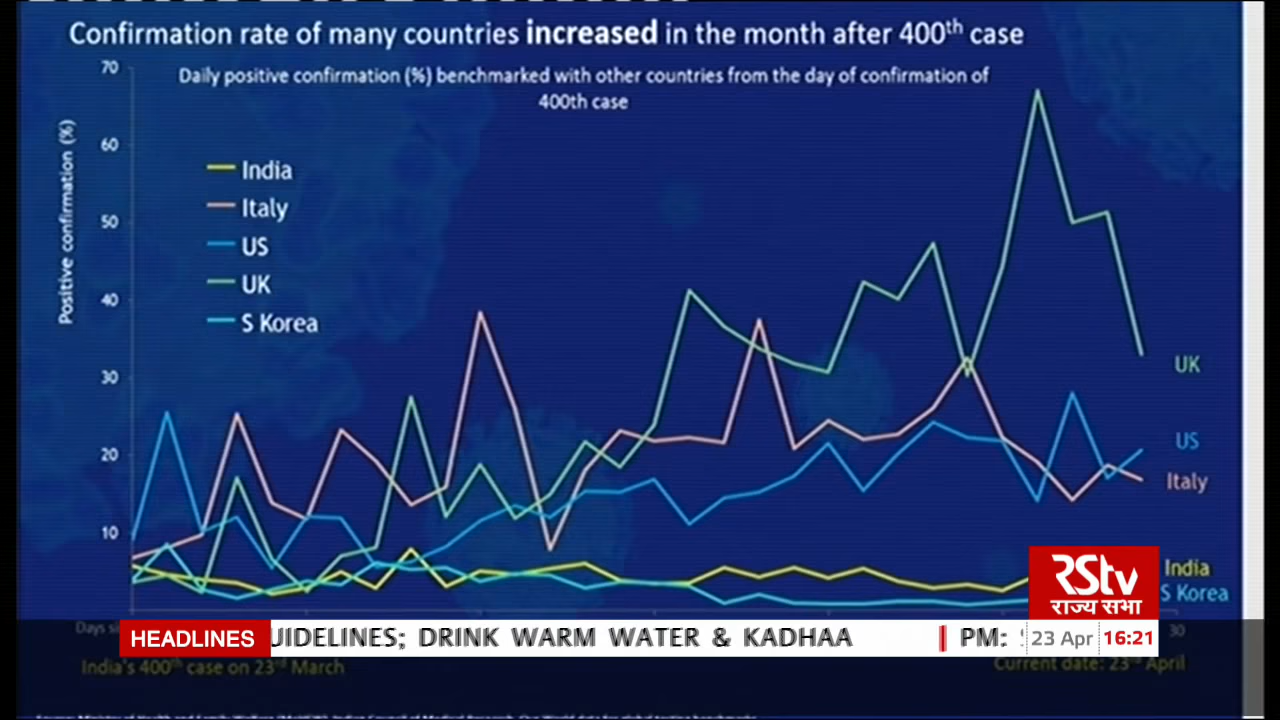 Confirmation rate of many countries increased in the month after 400th case
Daily positive confirmation (%) benchmarked with other countries from the day of confirmation of
400th case
Positive confirmation (%)
70
60
50
40
30
20
10
India
Italy
US
UK
S Korea
UK
US
Italy
India
S Korea
RStv
राज्य सभा
Days
30
HEADLINES
UIDELINES; DRINK WARM WATER & KADHAA
PM:
23 Apr
16:21
India's 400th case on 23rd March
Current date: 23rd April